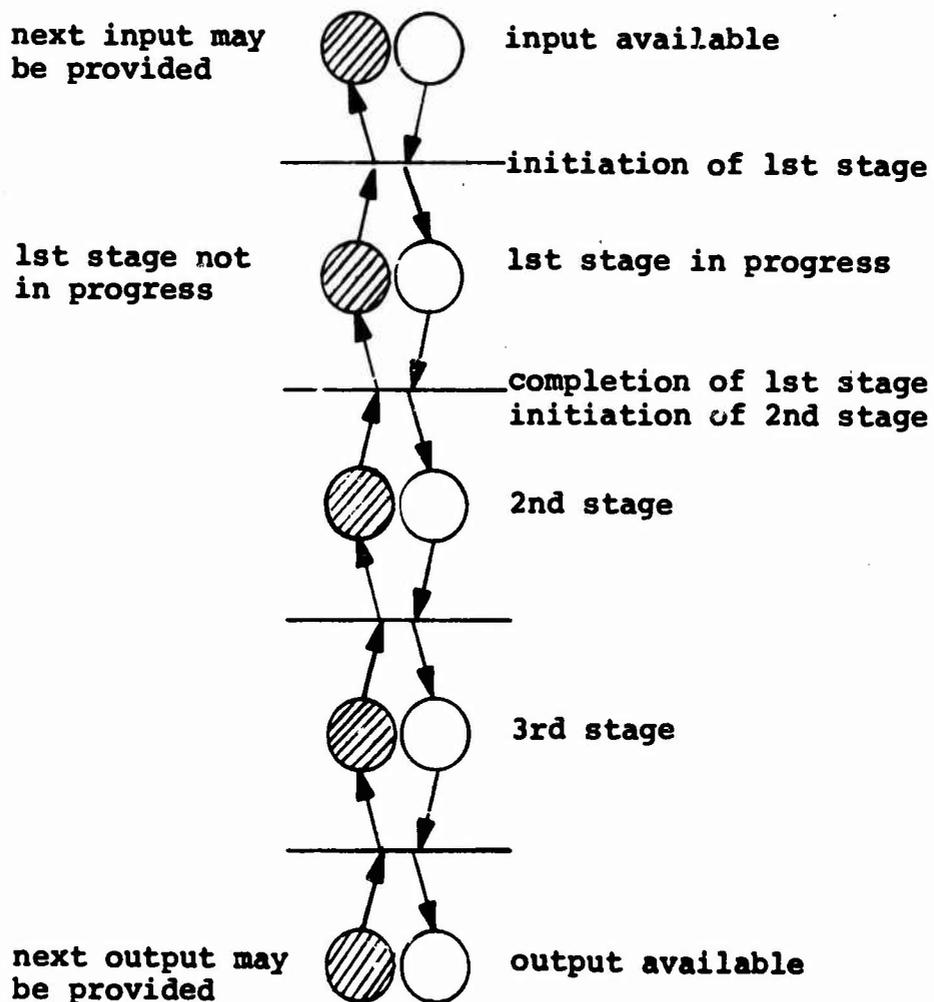 next input may
be provided
input available
initiation of 1st stage
1st stage not
in progress
1st stage in progress
completion of 1st stage
initiation of 2nd stage
2nd stage
3rd stage
next output may
be provided
output available